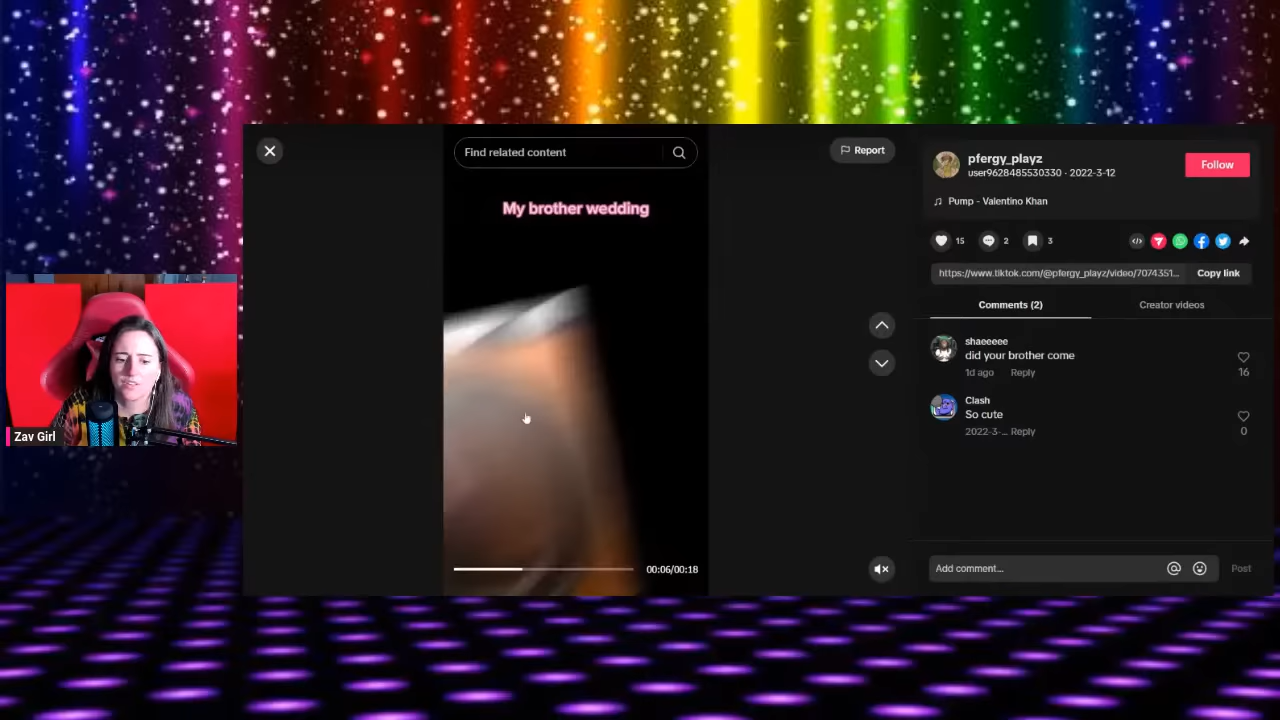 Find related content
Report
My brother wedding
00:06/00:18
Zav Girl
pfergy_playz
user9628485530330 · 2022-3-12
Follow
Pump - Valentino Khan
15
2
3
https://www.tiktok.com/@pfergy_playz/video/7074351...
Copy link
Comments (2)
Creator videos
shaeeeee
did your brother come
1d ago
Reply
16
Clash
So cute
2022-3-...
Reply
0
Add comment...
Post